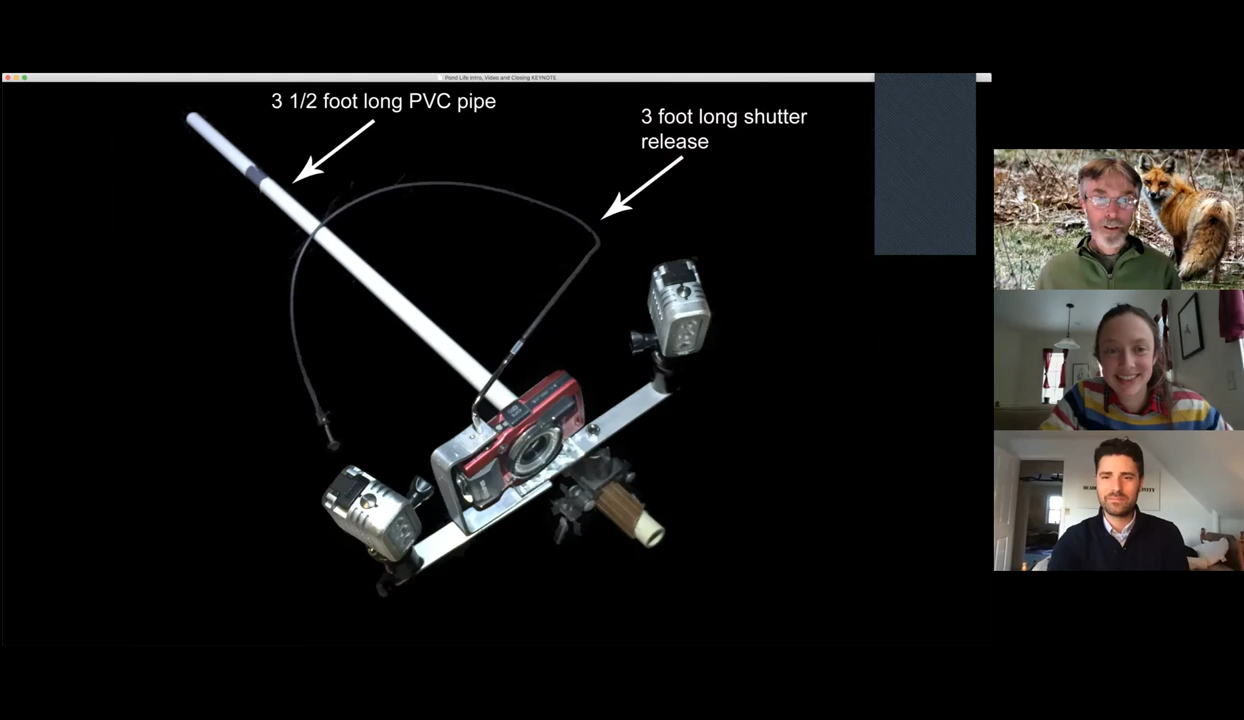 Pond Life Intro, Video and Closing KEYNOTE
3 1/2 foot long PVC pipe
3 foot long shutter
release